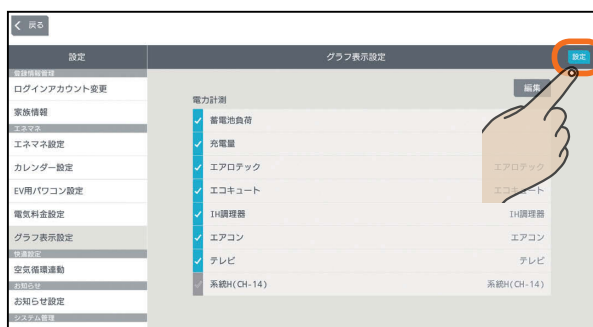 戻る
設定
グラフ表示設定
設定
登録情報管理
ログインアカウント変更
家族情報
エネマネ
エネマネ設定
カレンダー設定
EV用パワコン設定
電気料金設定
グラフ表示設定
快適設定
空気循環連動
お知らせ
お知らせ設定
システム管理
編集
電力計測
蓄電池負荷
充電量
エアロテック
エアロテック
エコキュート
エコキュート
IH調理器
IH調理器
エアコン
エアコン
テレビ
テレビ
系統H(CH-14)
系統H(CH-14)